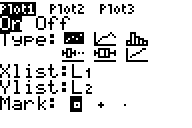 Plot1 Plot2 Plot3
On Off
Type:
Xlist:L₁
Ylist:L₂
Mark: ▫ + ·